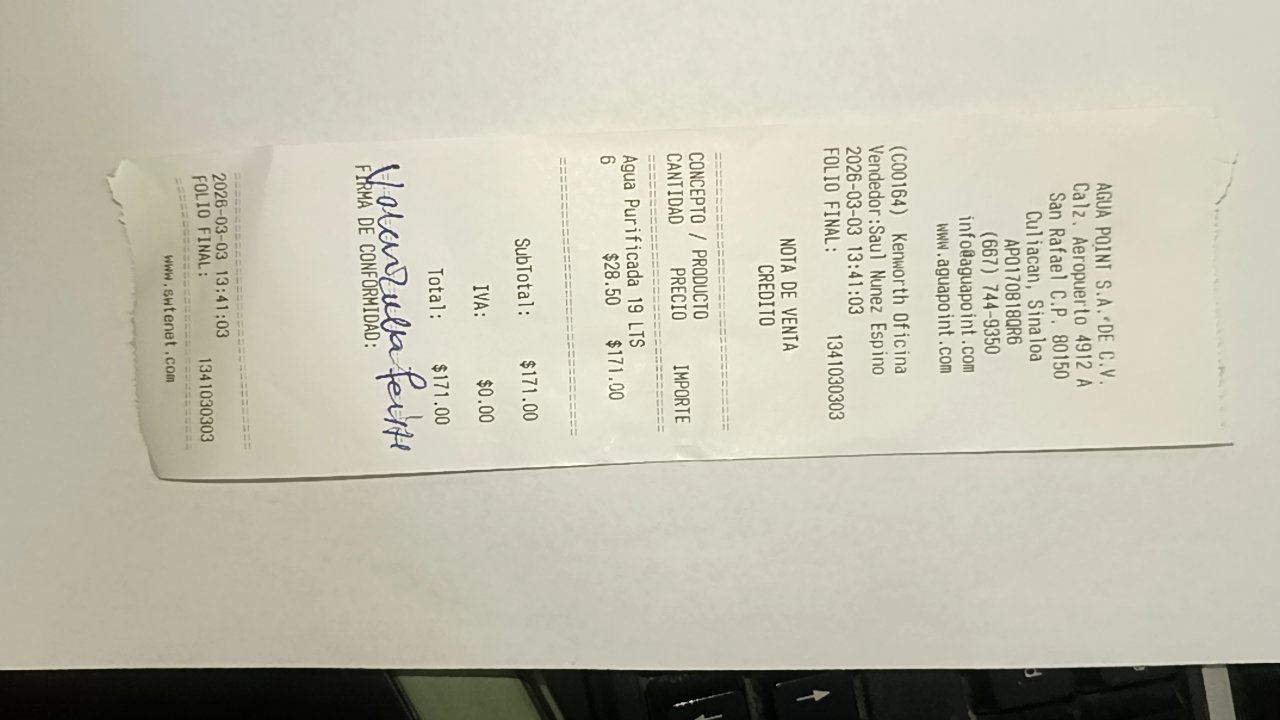 AGUA POINT S.A. DE C.V.
Calz. Aeropuerto 4912 A
San Rafael C.P. 80150
Culiacan, Sinaloa
APO170818QR6
(667) 744-9350
info@aguapoint.com
www.aguapoint.com
(C00164) Kenworth Oficina
Vendedor:Saul Nunez Espino
2026-03-03 13:41:03
FOLIO FINAL: 1341030303
NOTA DE VENTA
CREDITO
CONCEPTO / PRODUCTO
CANTIDAD PRECIO IMPORTE
Agua Purificada 19 LTS
6 $28.50 $171.00
SubTotal: $171.00
IVA: $0.00
Total: $171.00
Valenzuela
FIRMA DE CONFORMIDAD:
2026-03-03 13:41:03
FOLIO FINAL: 1341030303
www.ewtenet.com